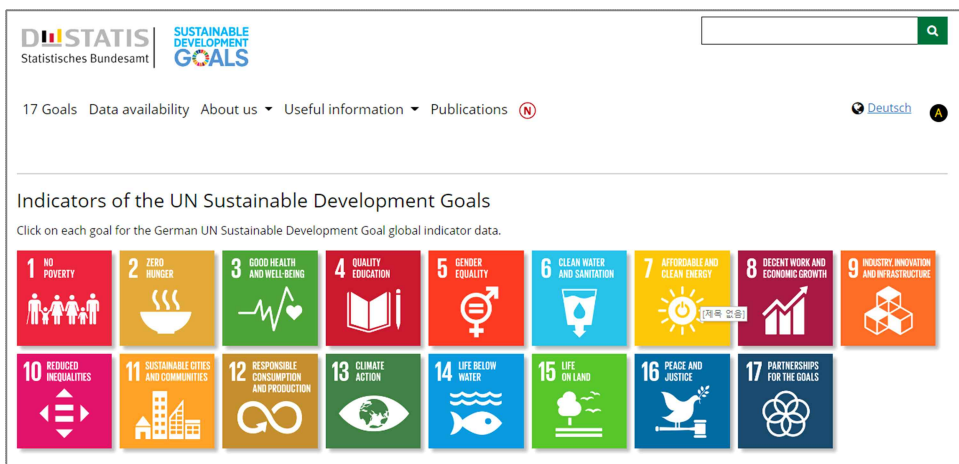 DESTATIS
Statistisches Bundesamt
SUSTAINABLE
DEVELOPMENT
GOALS
17 Goals Data availability About us Useful information Publications N
Deutsch A
Indicators of the UN Sustainable Development Goals
Click on each goal for the German UN Sustainable Development Goal global indicator data.
1 NO
POVERTY
2 ZERO
HUNGER
3 GOOD HEALTH
AND WELL-BEING
4 QUALITY
EDUCATION
5 GENDER
EQUALITY
6 CLEAN WATER
AND SANITATION
7 AFFORDABLE AND
CLEAN ENERGY
[제목 없음]
8 DECENT WORK AND
ECONOMIC GROWTH
9 INDUSTRY, INNOVATION
AND INFRASTRUCTURE
10 REDUCED
INEQUALITIES
11 SUSTAINABLE CITIES
AND COMMUNITIES
12 RESPONSIBLE
CONSUMPTION
AND PRODUCTION
13 CLIMATE
ACTION
14 LIFE BELOW
WATER
15 LIFE
ON LAND
16 PEACE AND
JUSTICE
17 PARTNERSHIPS
FOR THE GOALS